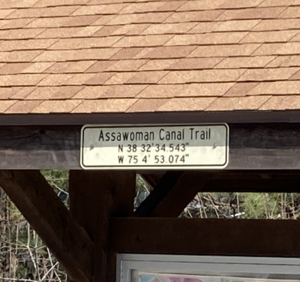 Assawoman Canal Trail
N 38 32' 34.543"
W 75 4' 53.074"